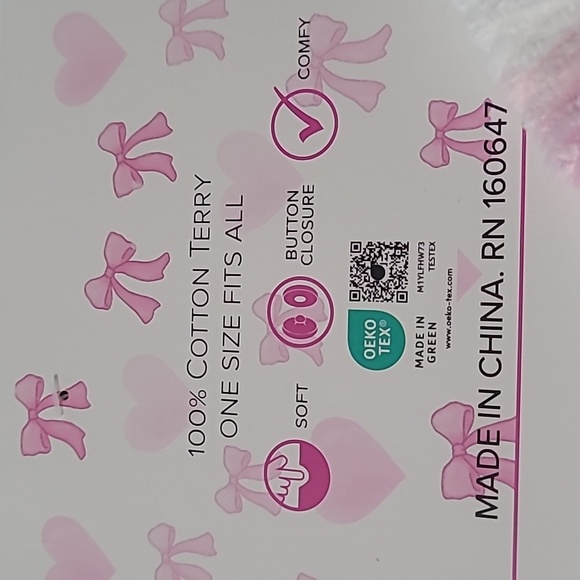 100% COTTON TERRY
ONE SIZE FITS ALL
SOFT
BUTTON
CLOSURE
COMFY
OEKO
TEX®
MADE IN
GREEN
M1YLFHW73
TESTEX
www.oeko-tex.com
MADE IN CHINA. RN 160647